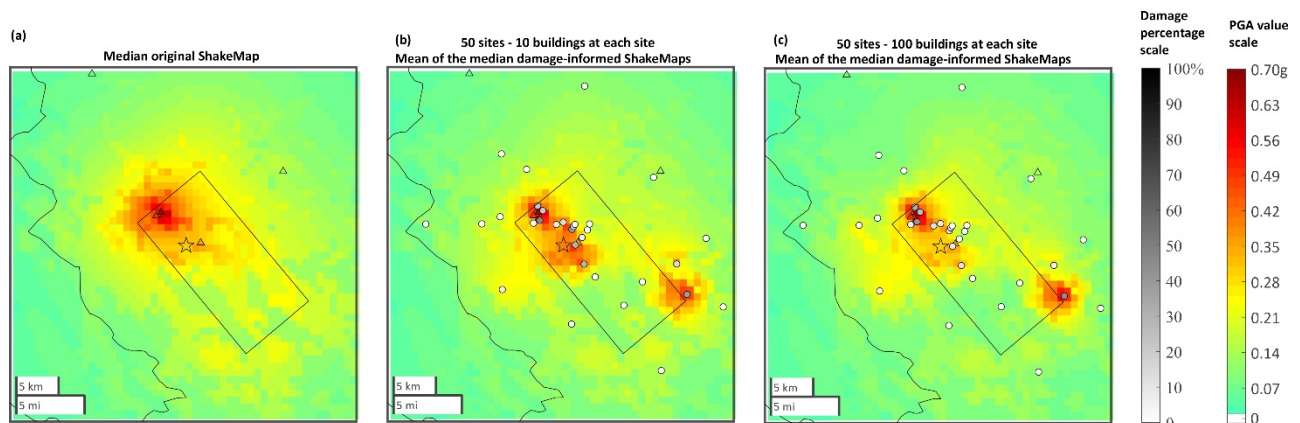 (a)
Median original ShakeMap
5 km
5 mi
(b)
50 sites - 10 buildings at each site
Mean of the median damage-informed ShakeMaps
5 km
5 mi
(c)
50 sites - 100 buildings at each site
Mean of the median damage-informed ShakeMaps
5 km
5 mi
Damage
percentage
scale
100%
90
80
70
60
50
40
30
20
10
0
PGA value
scale
0.70g
0.63
0.56
0.49
0.42
0.35
0.28
0.21
0.14
0.07
0